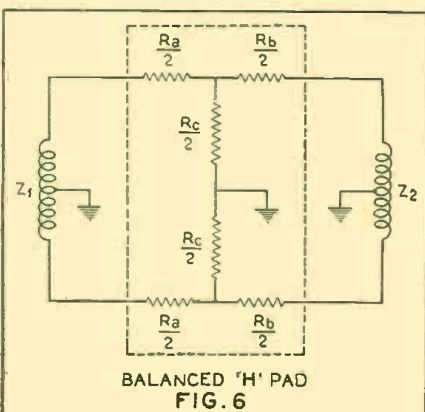 Ra/2 Rb/2
Rc/2
Z1 Z2
Rc/2
Ra/2 Rb/2
BALANCED 'H' PAD
FIG. 6